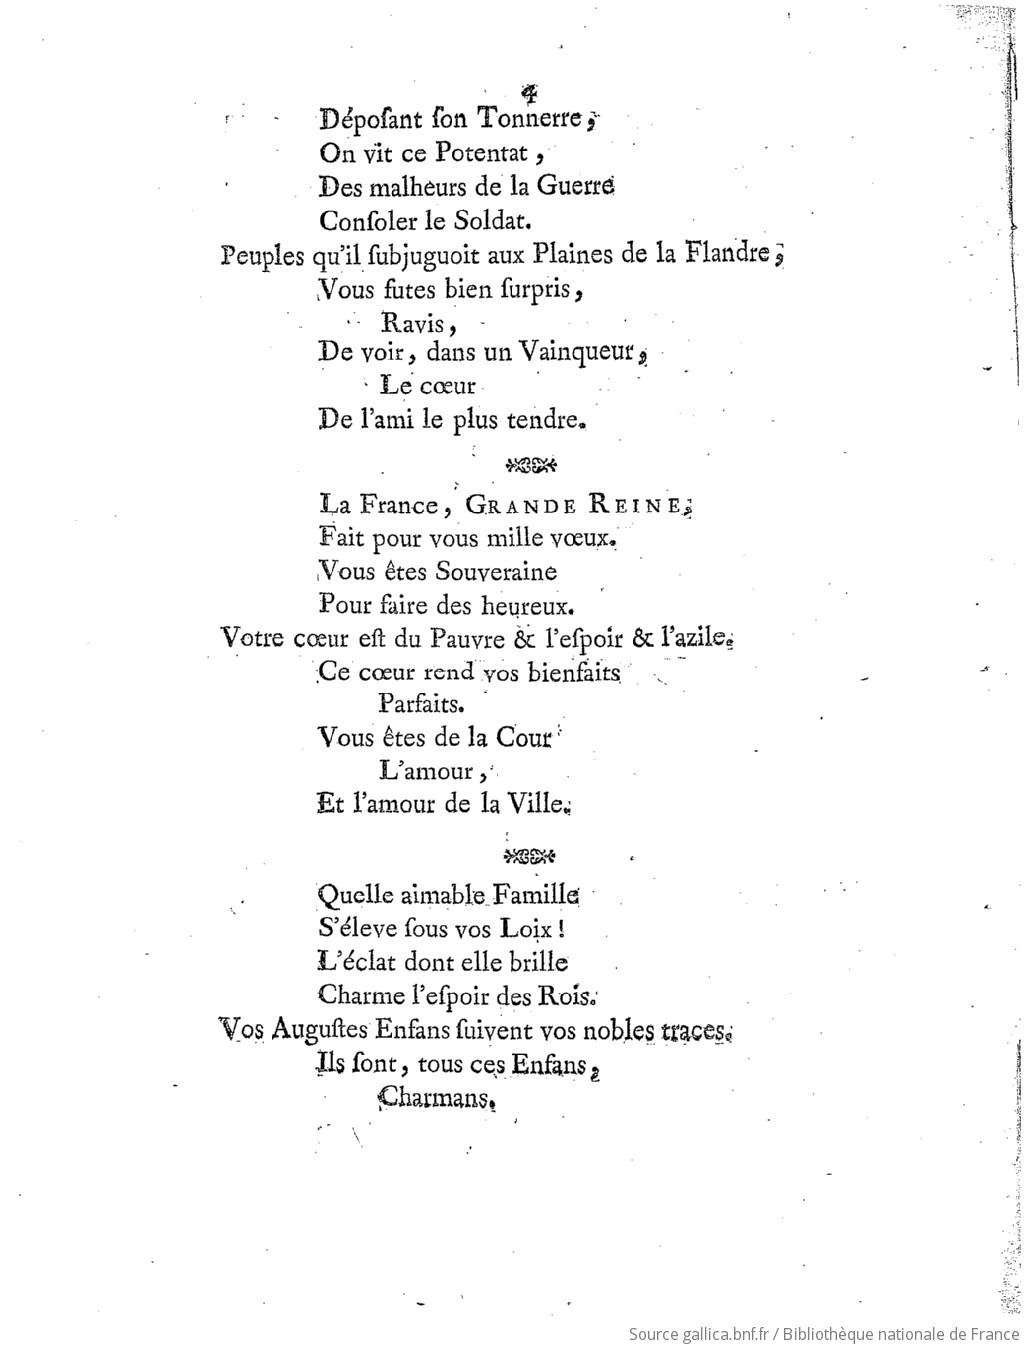 4
Dépoſant ſon Tonnerre,
On vit ce Potentat,
Des malheurs de la Guerre
Conſoler le Soldat.
Peuples qu'il ſubjuguoit aux Plaines de la Flandre,
Vous futes bien ſurpris,
Ravis,
De voir, dans un Vainqueur,
Le cœur
De l'ami le plus tendre.
La France, GRANDE REINE,
Fait pour vous mille vœux.
Vous êtes Souveraine
Pour faire des heureux.
Votre cœur eſt du Pauvre & l'eſpoir & l'azile.
Ce cœur rend vos bienfaits
Parfaits.
Vous êtes de la Cour
L'amour,
Et l'amour de la Ville.
Quelle aimable Famille
S'éleve ſous vos Loix !
L'éclat dont elle brille
Charme l'eſpoir des Rois.
Vos Auguſtes Enfans ſuivent vos nobles traces.
Ils ſont, tous ces Enfans,
Charmans.
Source gallica.bnf.fr / Bibliothèque nationale de France